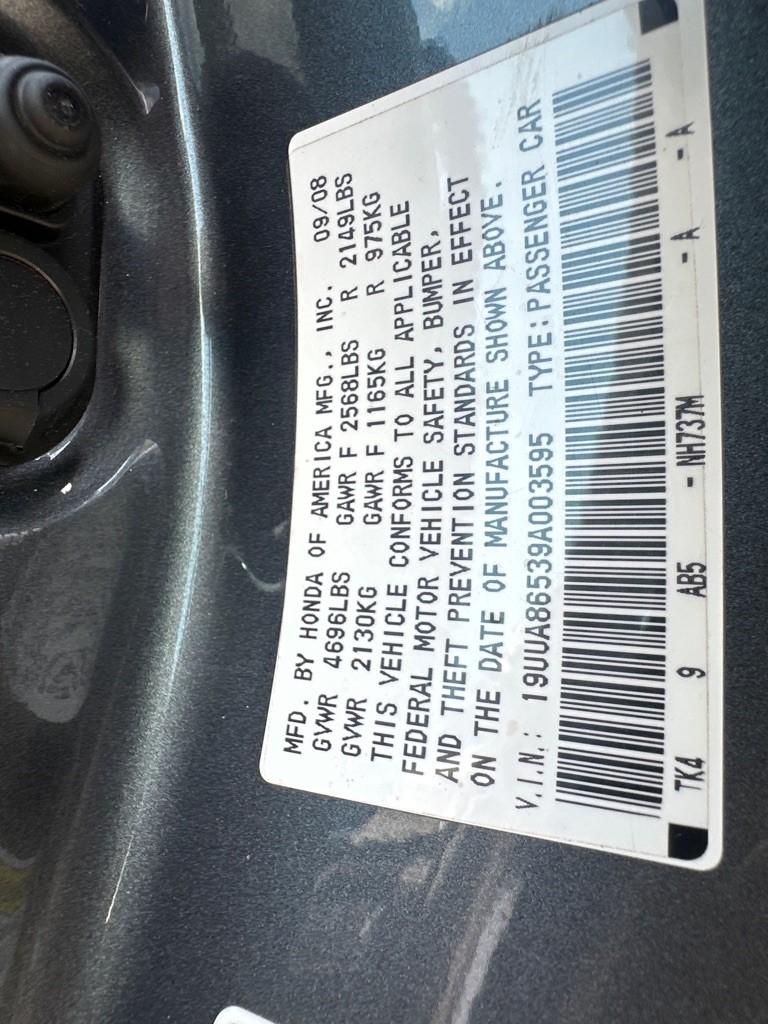 MFD. BY HONDA OF AMERICA MFG., INC. 09/08
GVWR 4696LBS GAWR F 2568LBS R 2149LBS
GVWR 2130KG GAWR F 1165KG R 975KG
THIS VEHICLE CONFORMS TO ALL APPLICABLE
FEDERAL MOTOR VEHICLE SAFETY, BUMPER,
AND THEFT PREVENTION STANDARDS IN EFFECT
ON THE DATE OF MANUFACTURE SHOWN ABOVE.
V.I.N.: 19UUA86539A003595 TYPE: PASSENGER CAR
TK4 9 AB5 - NH737M - A - A